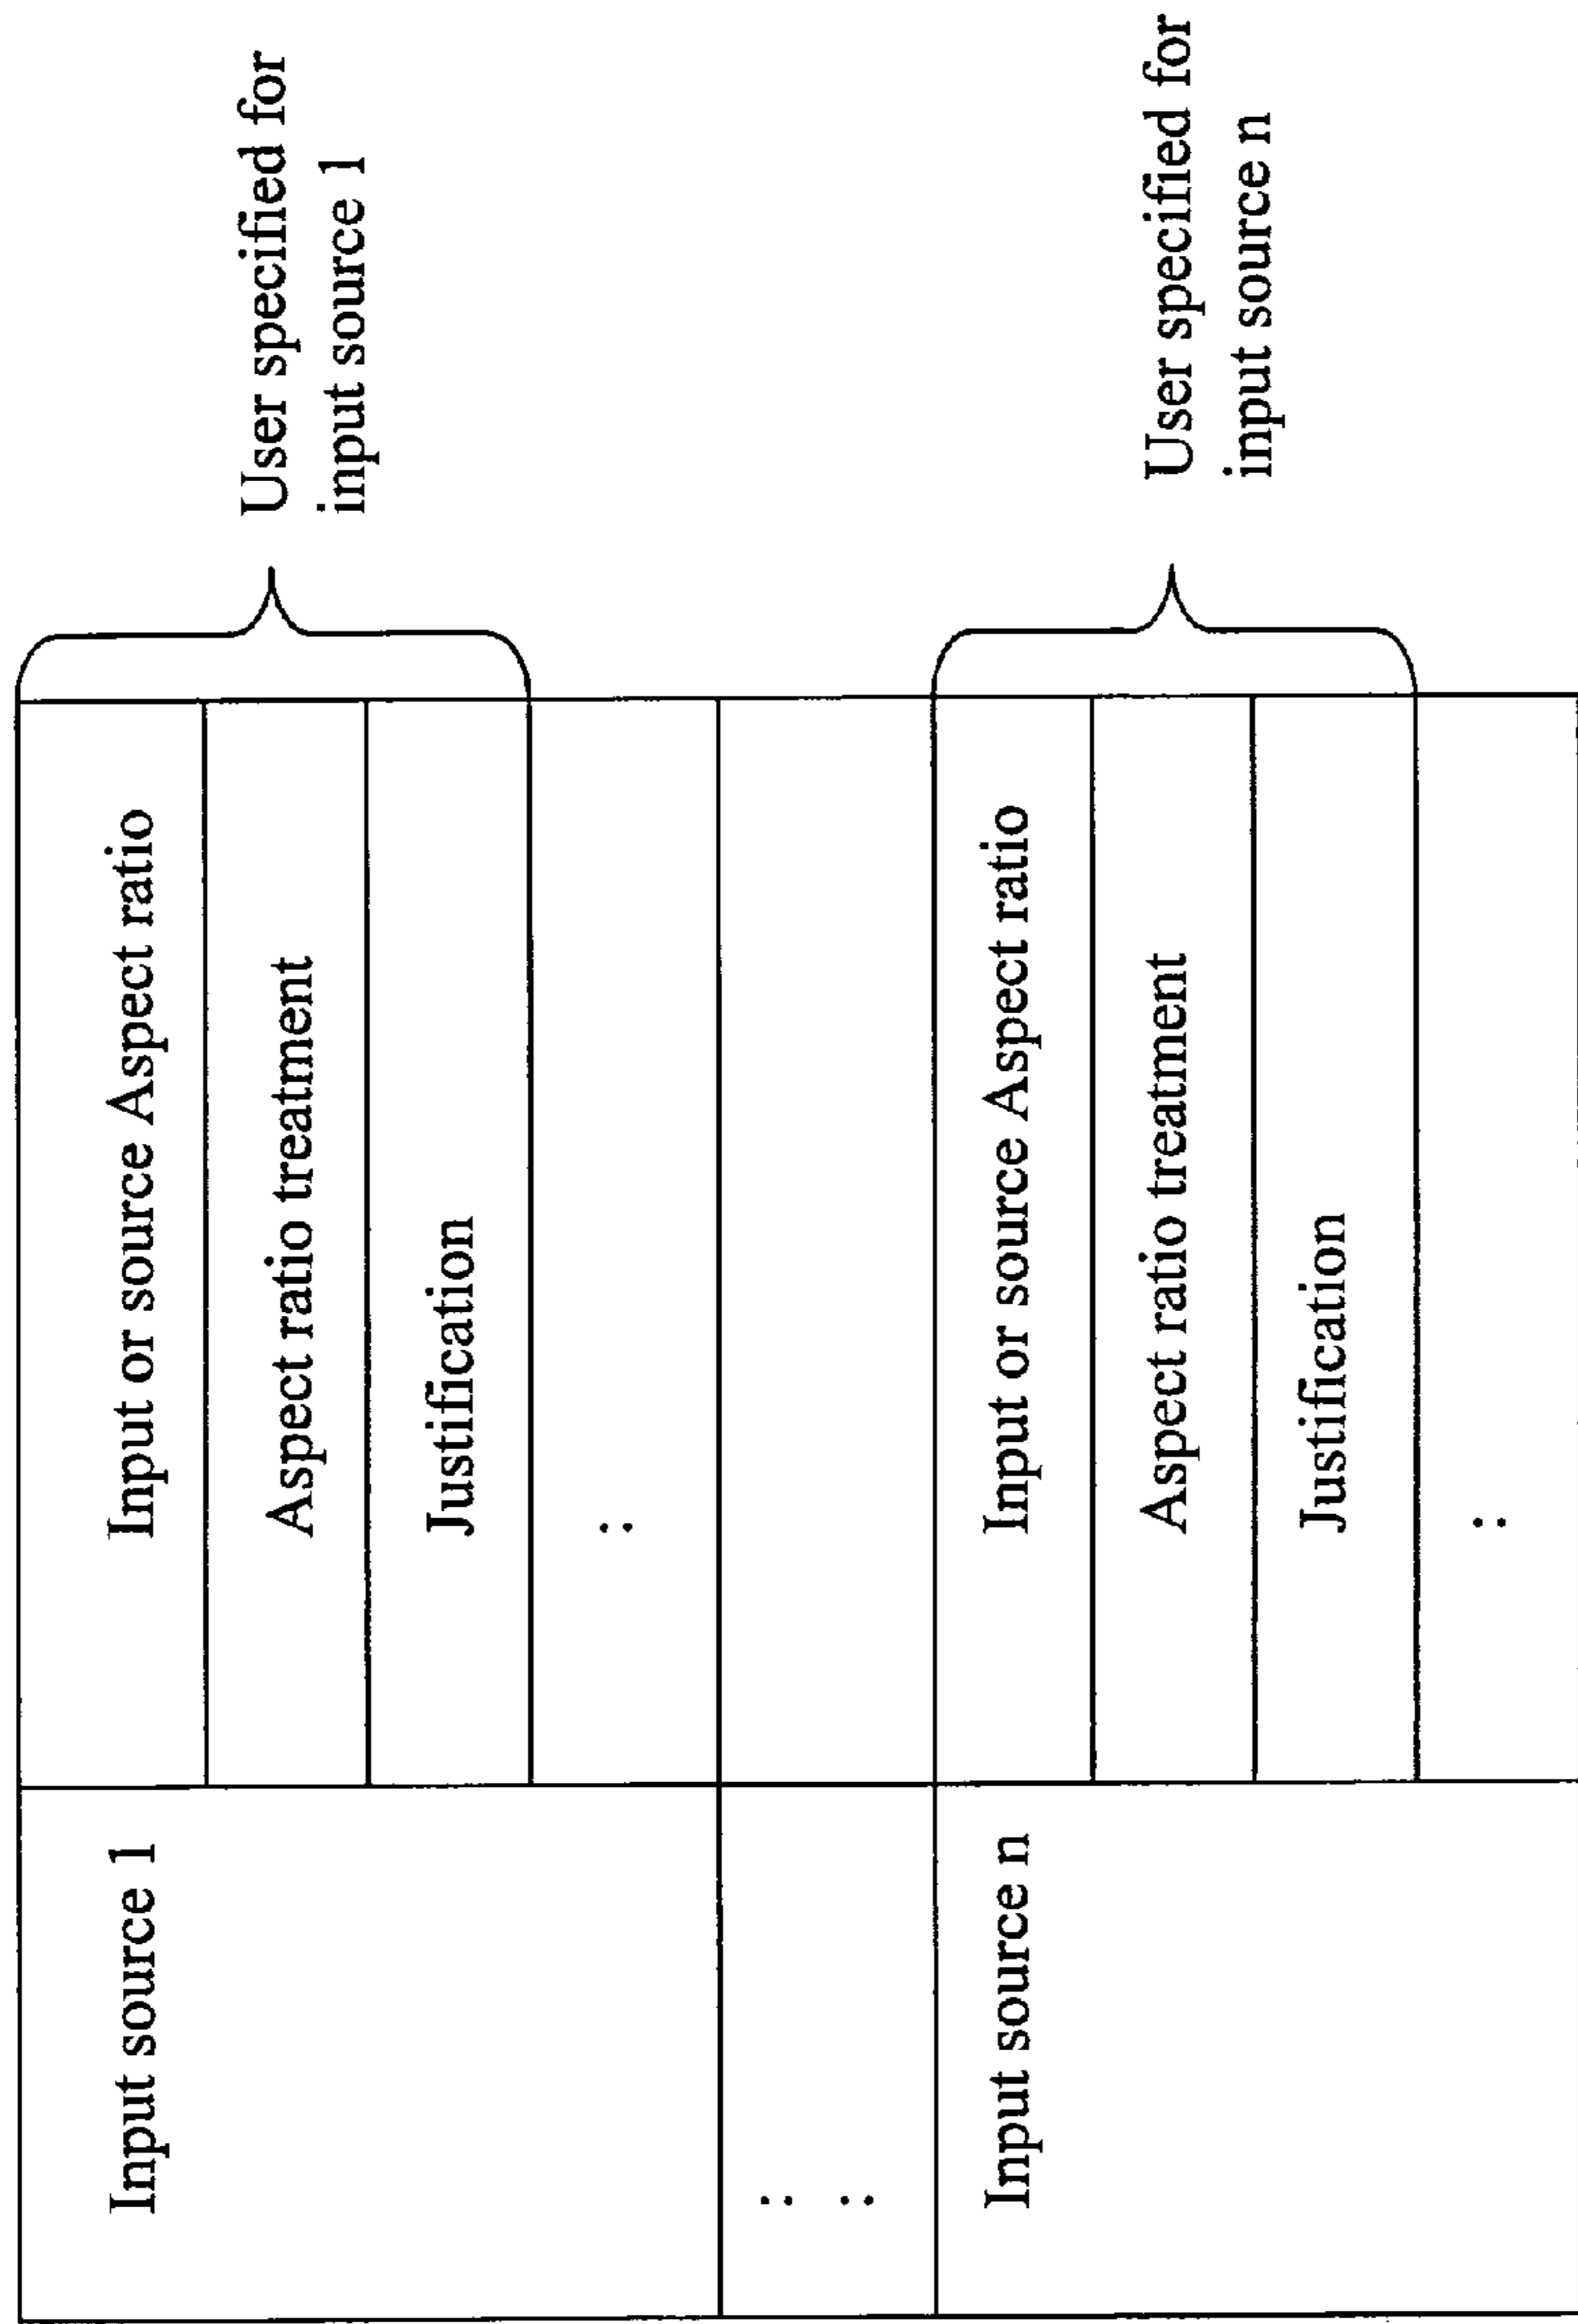 Input source 1
Input or source Aspect ratio
Aspect ratio treatment
Justification
:
User specified for
input source 1
: :
Input source n
Input or source Aspect ratio
Aspect ratio treatment
Justification
:
User specified for
input source n